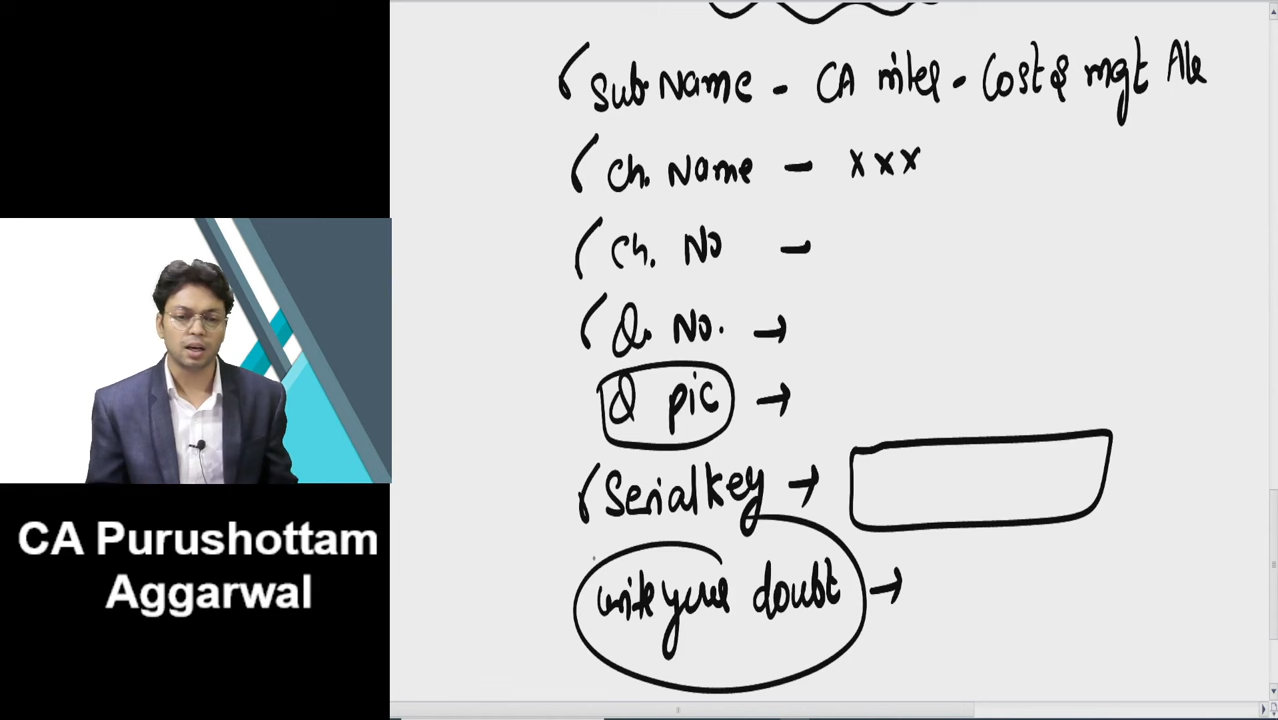 Sub. Name - CA inter - Cost & mgt A/c
Ch. Name - xxx
Ch. No -
Q. No. →
Q pic →
Serial key →
write your doubt →
CA Purushottam
Aggarwal